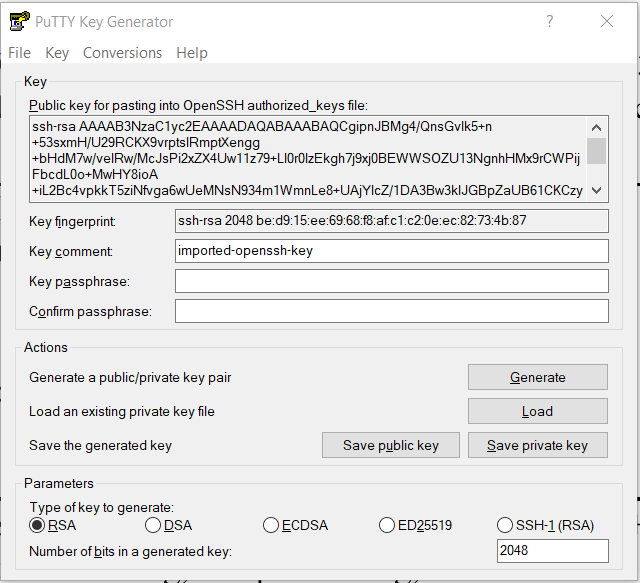 PuTTY Key Generator
File Key Conversions Help
Key
Public key for pasting into OpenSSH authorized_keys file:
ssh-rsa AAAAB3NzaC1yc2EAAAADAQABAAABAQCgipnJBMg4/QnsGvlk5+n
+53sxmH/U29RCKX9vrptslRmptXengg
+bHdM7w/velRw/McJsPi2xZX4Uw11z79+Ll0r0lzEkgh7j9xj0BEWWSOZU13NgnhHMx9rCWPij
FbcdL0o+MwHY8ioA
+iL2Bc4vpkkT5ziNfvga6wUeMNsN934m1WmnLe8+UAjYlcZ/1DA3Bw3klJGBpZaUB61CKCzy
Key fingerprint: ssh-rsa 2048 be:d9:15:ee:69:68:f8:af:c1:c2:0e:ec:82:73:4b:87
Key comment: imported-openssh-key
Key passphrase:
Confirm passphrase:
Actions
Generate a public/private key pair Generate
Load an existing private key file Load
Save the generated key Save public key Save private key
Parameters
Type of key to generate:
RSA DSA ECDSA ED25519 SSH-1 (RSA)
Number of bits in a generated key: 2048